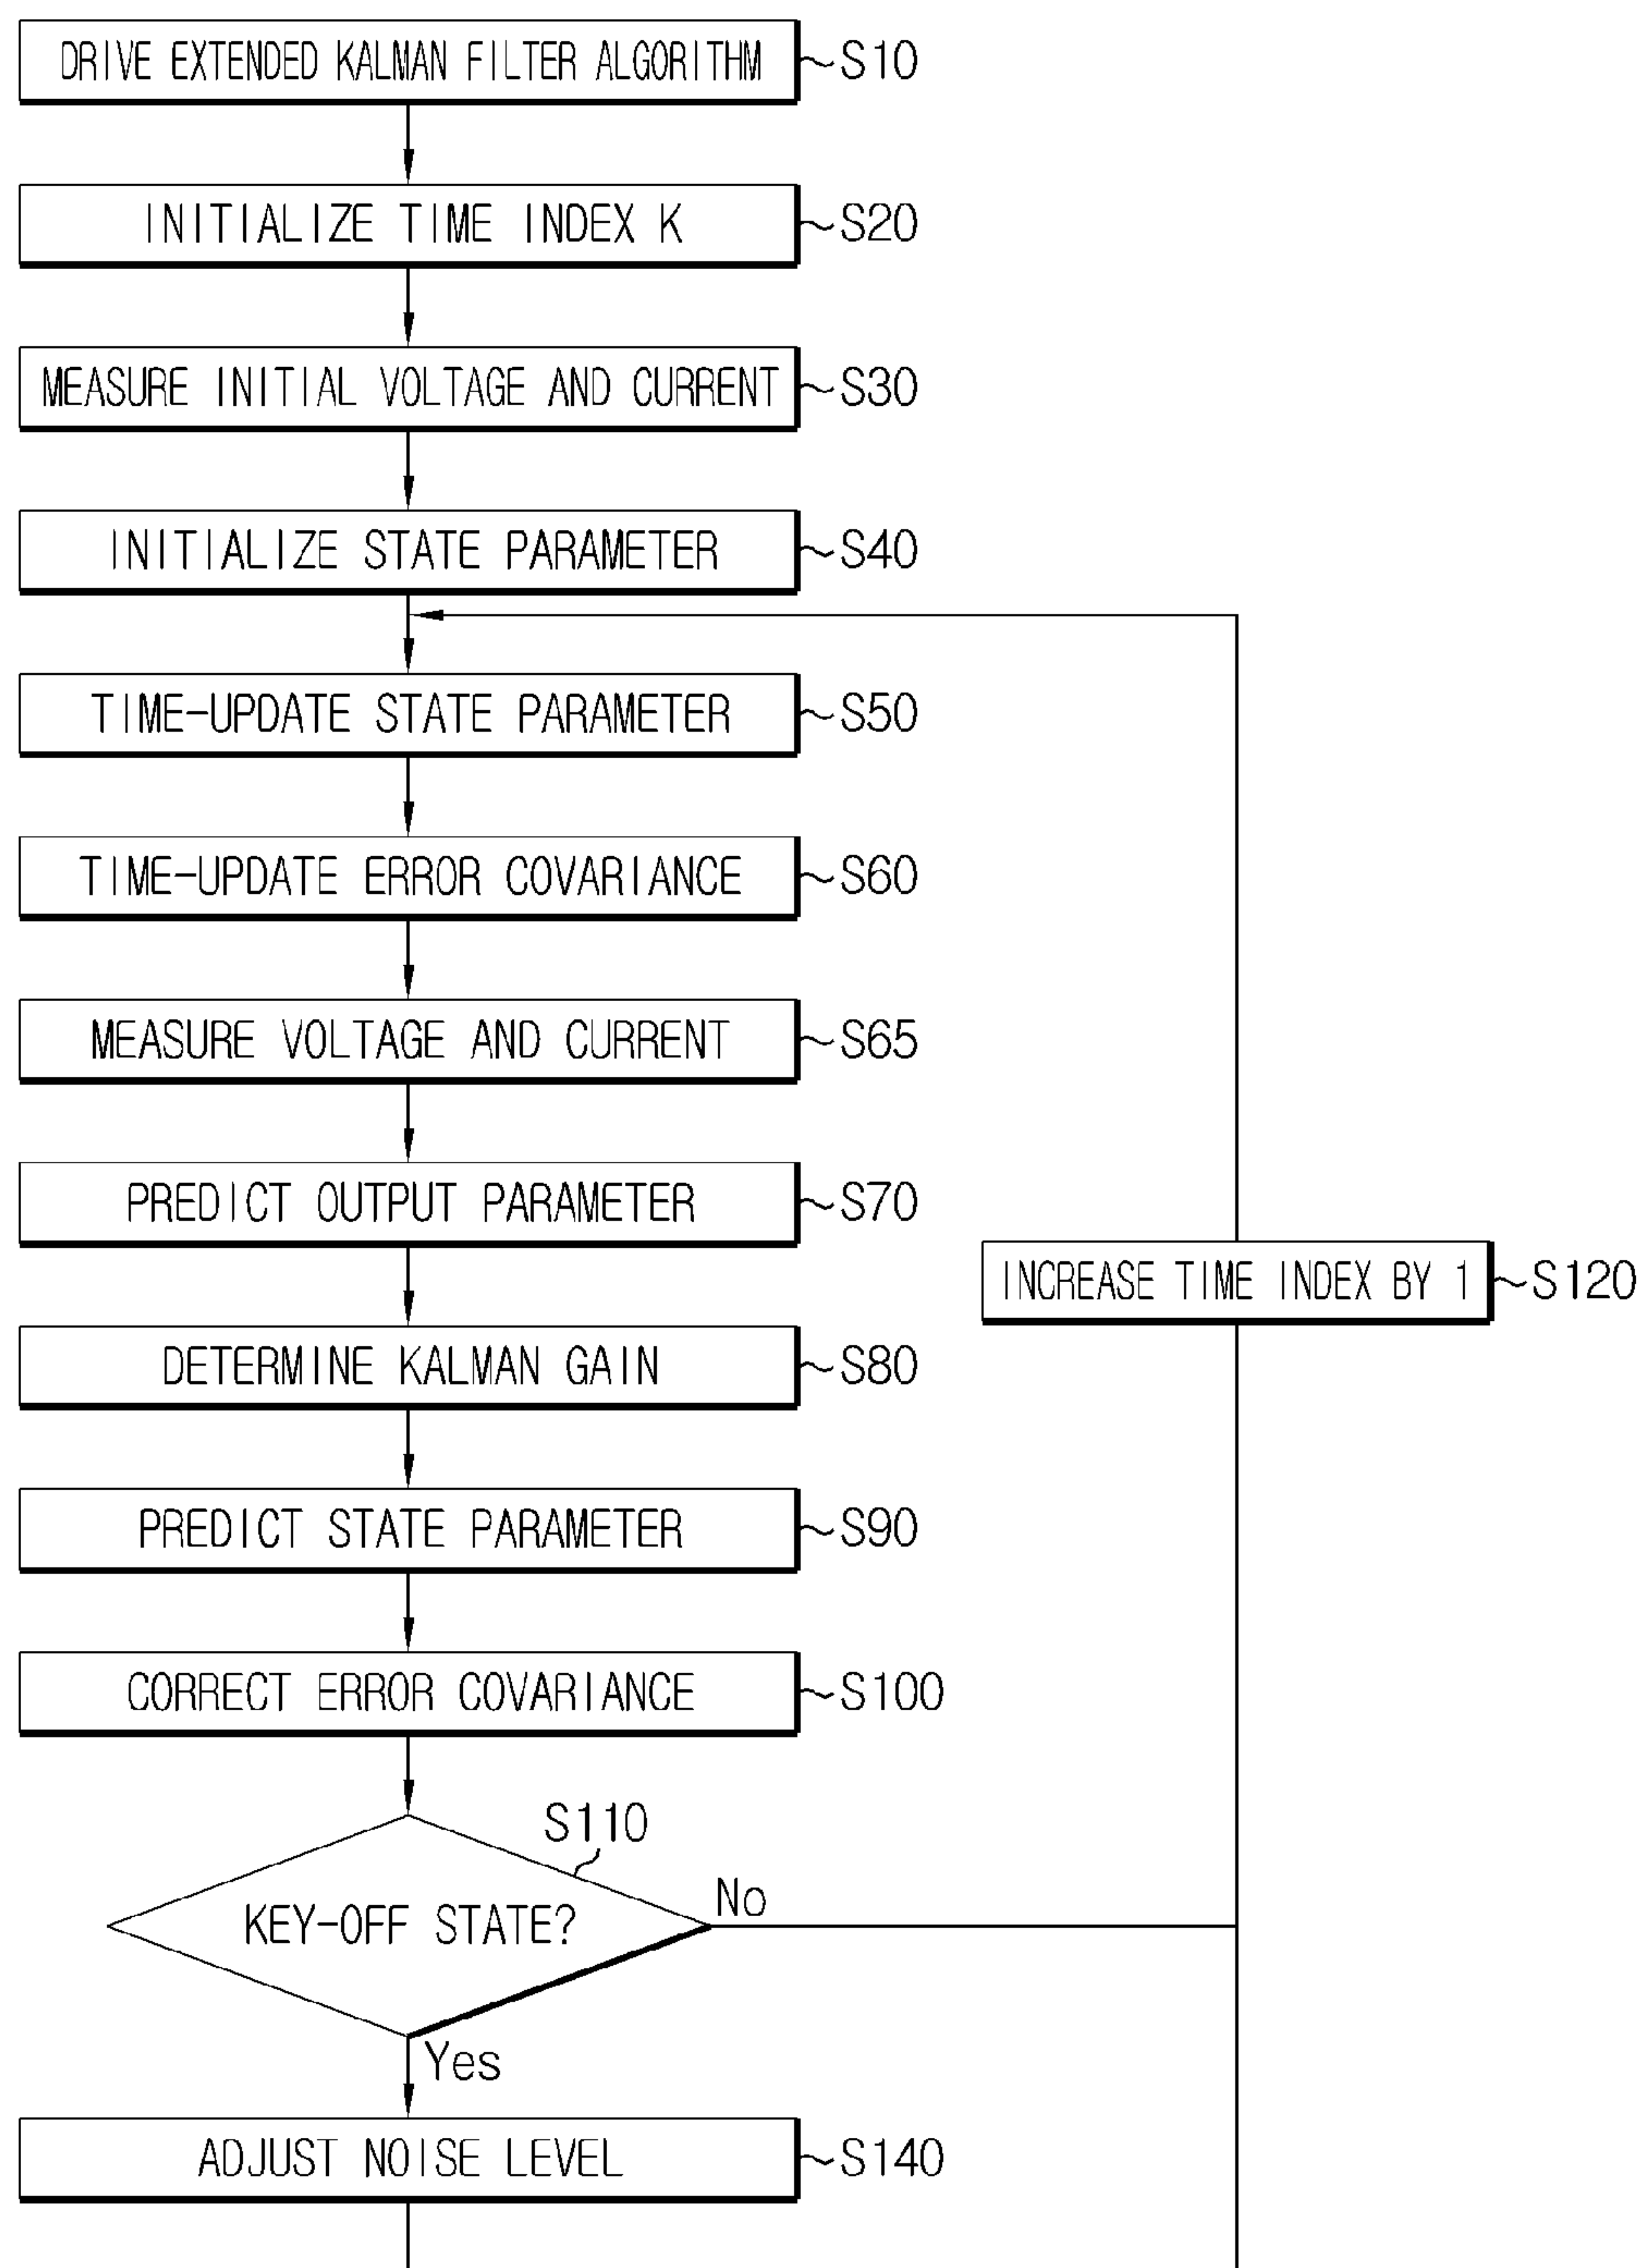 DRIVE EXTENDED KALMAN FILTER ALGORITHM S10
INITIALIZE TIME INDEX K S20
MEASURE INITIAL VOLTAGE AND CURRENT S30
INITIALIZE STATE PARAMETER S40
TIME-UPDATE STATE PARAMETER S50
TIME-UPDATE ERROR COVARIANCE S60
MEASURE VOLTAGE AND CURRENT S65
PREDICT OUTPUT PARAMETER S70
INCREASE TIME INDEX BY 1 S120
DETERMINE KALMAN GAIN S80
PREDICT STATE PARAMETER S90
CORRECT ERROR COVARIANCE S100
S110
KEY-OFF STATE? No
Yes
ADJUST NOISE LEVEL S140